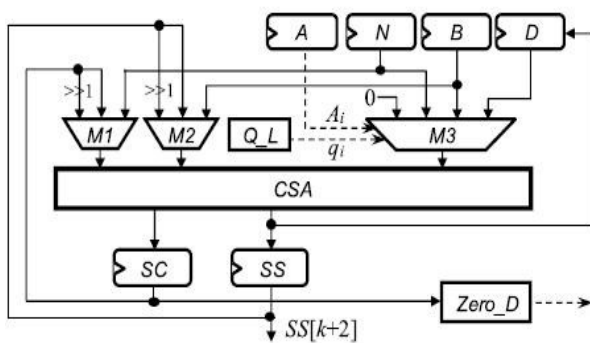 A N B D
>>1 >>1 0
A_i
M1 M2 Q_L M3
q_i
CSA
SC SS
Zero_D
SS[k+2]